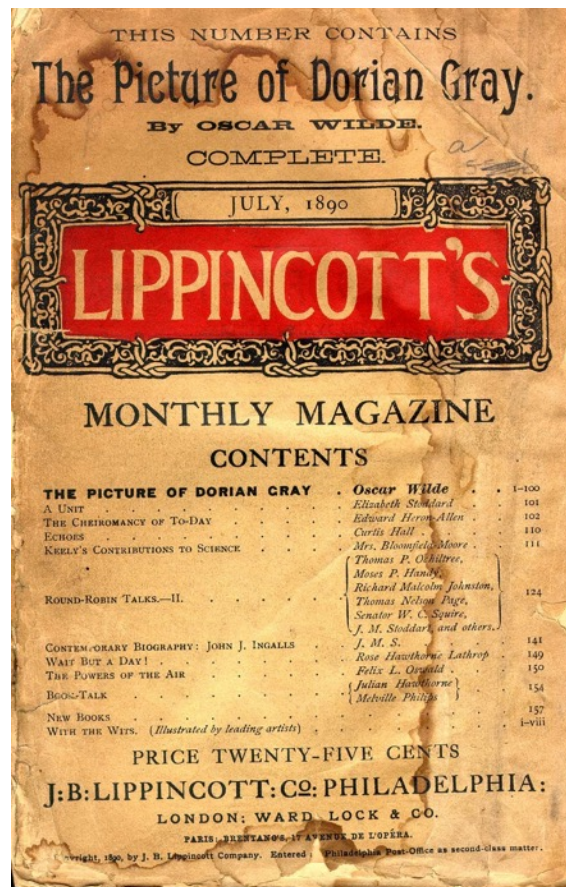 THIS NUMBER CONTAINS
The Picture of Dorian Gray.
By OSCAR WILDE.
COMPLETE.
JULY, 1890
LIPPINCOTT'S
MONTHLY MAGAZINE
CONTENTS
THE PICTURE OF DORIAN GRAY . Oscar Wilde . . 1-100
A UNIT . . . . . . . Elizabeth Stoddard . 101
THE CHEIROMANCY OF TO-DAY . . . Edward Heron-Allen . 102
ECHOES . . . . . . . Curtis Hall . . 110
KEELY'S CONTRIBUTIONS TO SCIENCE . . . Mrs. Bloomfield-Moore . 111
ROUND-ROBIN TALKS.—II. . . . . . 124
Thomas P. Ochiltree,
Moses P. Handy,
Richard Malcolm Johnston,
Thomas Nelson Page,
Senator W. C. Squire,
J. M. Stoddart, and others.
CONTEMPORARY BIOGRAPHY: JOHN J. INGALLS . J. M. S. . . 141
WAIT BUT A DAY! . . . . . . Rose Hawthorne Lathrop . 149
THE POWERS OF THE AIR . . . . . Felix L. Oswald . . 150
BOOK-TALK . . . . . . 154
Julian Hawthorne
Melville Philips
NEW BOOKS . . . . . . . . . 157
WITH THE WITS. (Illustrated by leading artists) . . . . . . i-viii
PRICE TWENTY-FIVE CENTS
J:B:LIPPINCOTT:CO:PHILADELPHIA:
LONDON: WARD, LOCK & CO.
PARIS: BRENTANO'S, 17 AVENUE DE L'OPÉRA.
Copyright, 1890, by J. B. Lippincott Company. Entered Philadelphia Post-Office as second-class matter.